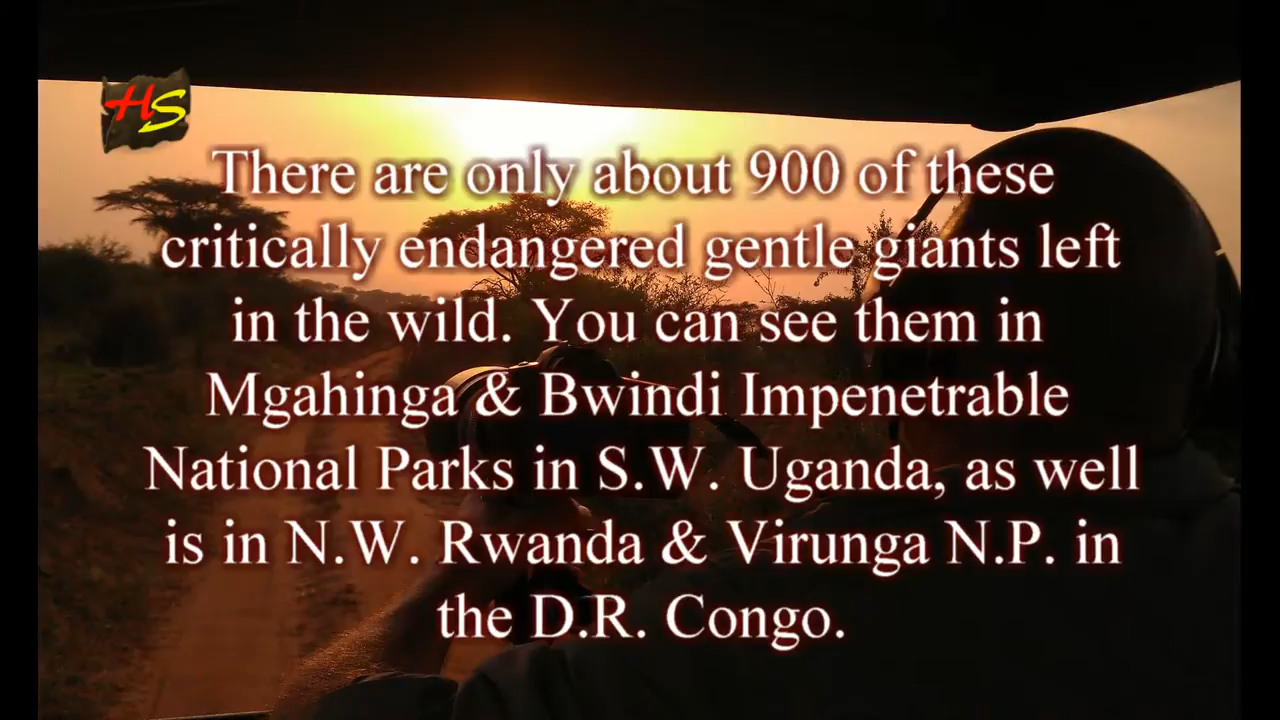 HS
There are only about 900 of these
critically endangered gentle giants left
in the wild. You can see them in
Mgahinga & Bwindi Impenetrable
National Parks in S.W. Uganda, as well
is in N.W. Rwanda & Virunga N.P. in
the D.R. Congo.